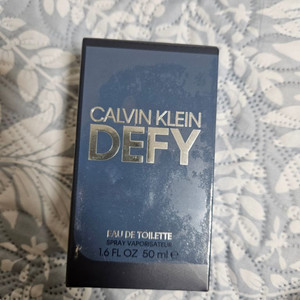 CALVIN KLEIN
DEFY
EAU DE TOILETTE
SPRAY VAPORISATEUR
1.6 FL OZ 50 ml ℮